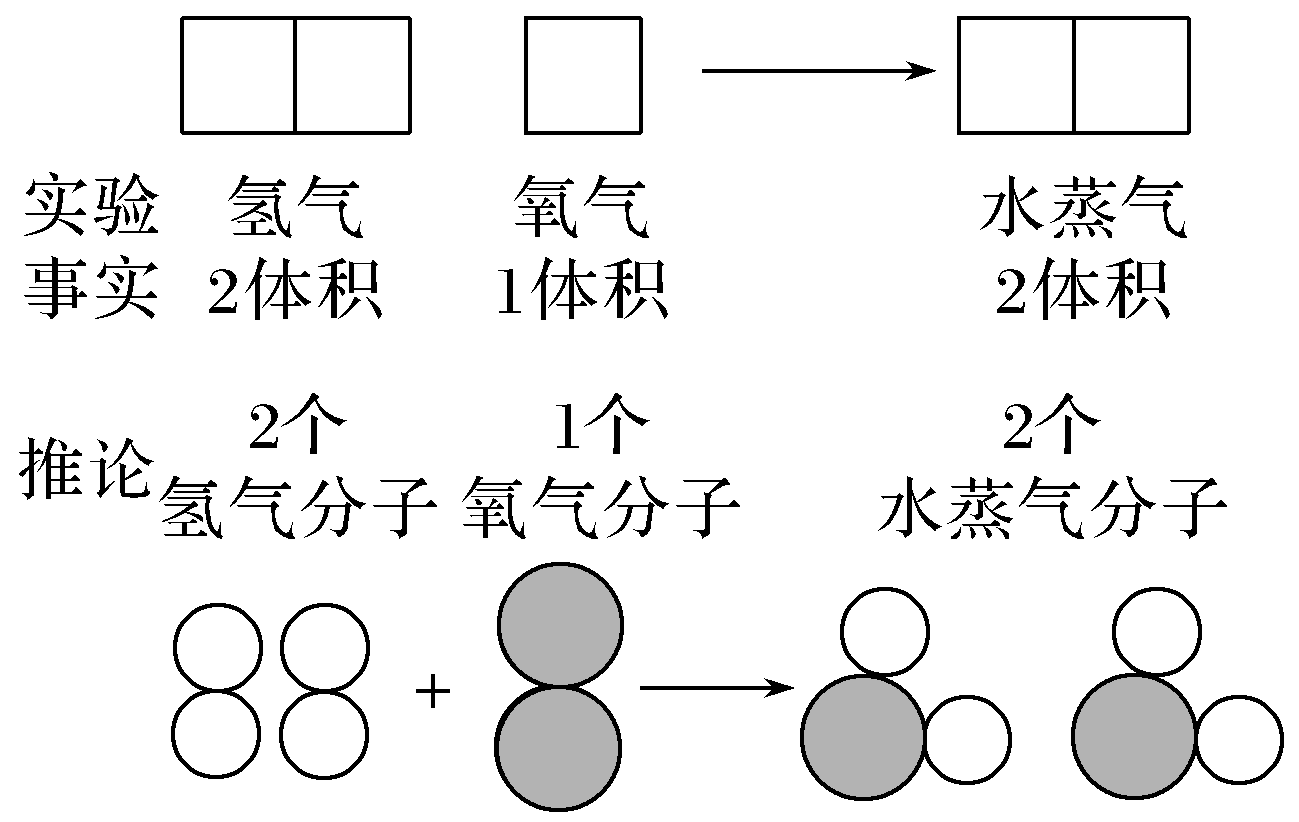 实验 氢气 氧气 水蒸气
事实 2体积 1体积 2体积
2个 1个 2个
推论 氢气分子 氧气分子 水蒸气分子
+